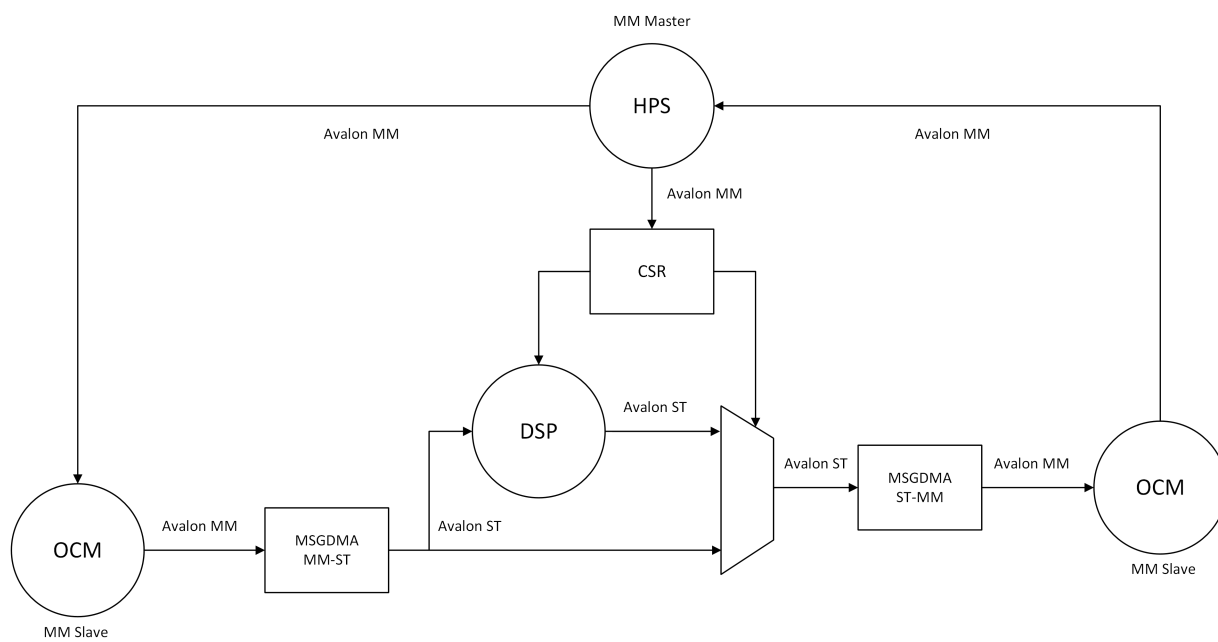 MM Master
HPS
Avalon MM
Avalon MM
Avalon MM
CSR
Avalon ST
DSP
Avalon ST
MSGDMA
ST-MM
Avalon MM
OCM
MM Slave
Avalon MM
Avalon ST
OCM
MSGDMA
MM-ST
MM Slave